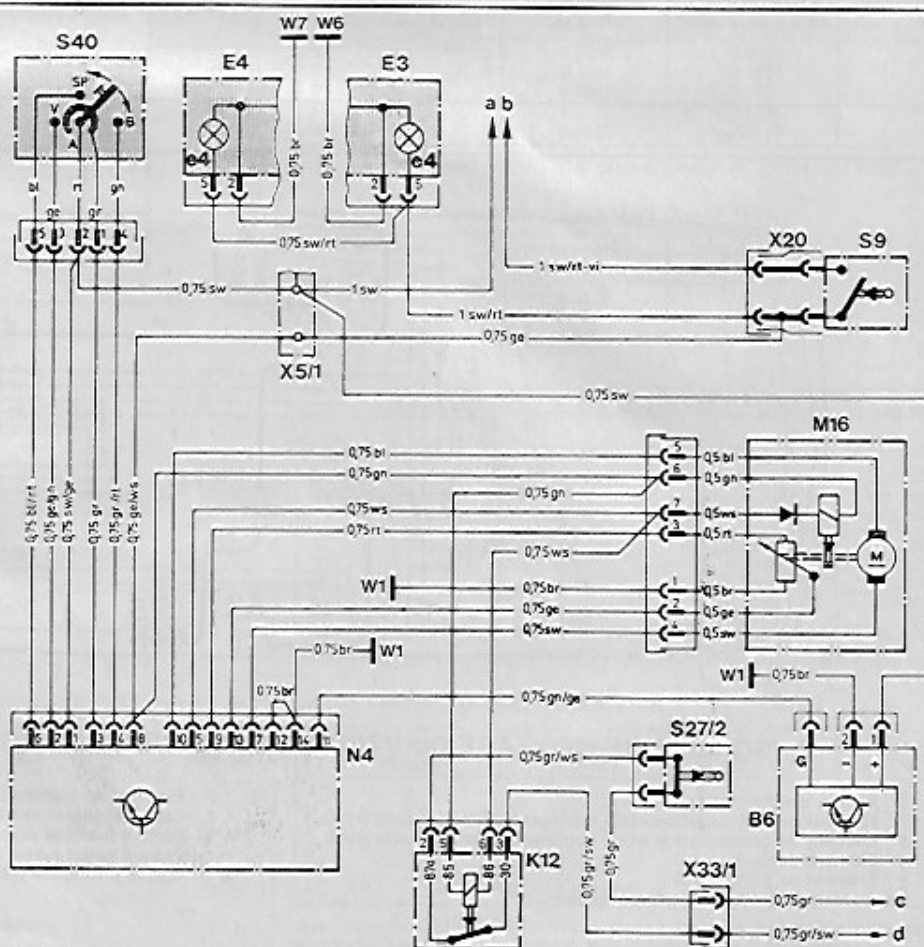 W7 W6
S40 E4 E3
a b
SP
V A B
e4 e4
5 2 2 5
0,75 br 0,75 br
bl ge rt gr gn
5 3 2 1 4
0,75 sw/rt
X20 S9
1 sw/rt-vi
0,75 sw 1 sw
1 sw/rt
0,75 ge
X5/1
0,75 sw
M16
0,75 bl/rt 0,75 ge/gn 0,75 sw/ge 0,75 gr 0,75 gr/rt 0,75 ge/ws
0,75 bl 5 0,5 bl
0,75 gn 6 0,5 gn
0,75 gn
0,75 ws 7 0,5 ws
0,75 rt 3 0,5 rt
0,75 ws
M
W1 0,75 br 1 0,5 br
0,75 ge 2 0,5 ge
0,75 sw 4 0,5 sw
0,75 br W1
W1 0,75 br
0,75 br
0,75 gn/ge
2 1 3 4 8 10 5 9 13 7 12 14 11
N4
S27/2
0,75 gr/ws
2 1
G − +
B6
2 5 6 3
87a 85 86 30
K12
0,75 gr/sw
0,75 gr
X33/1
0,75 gr c
0,75 gr/sw d